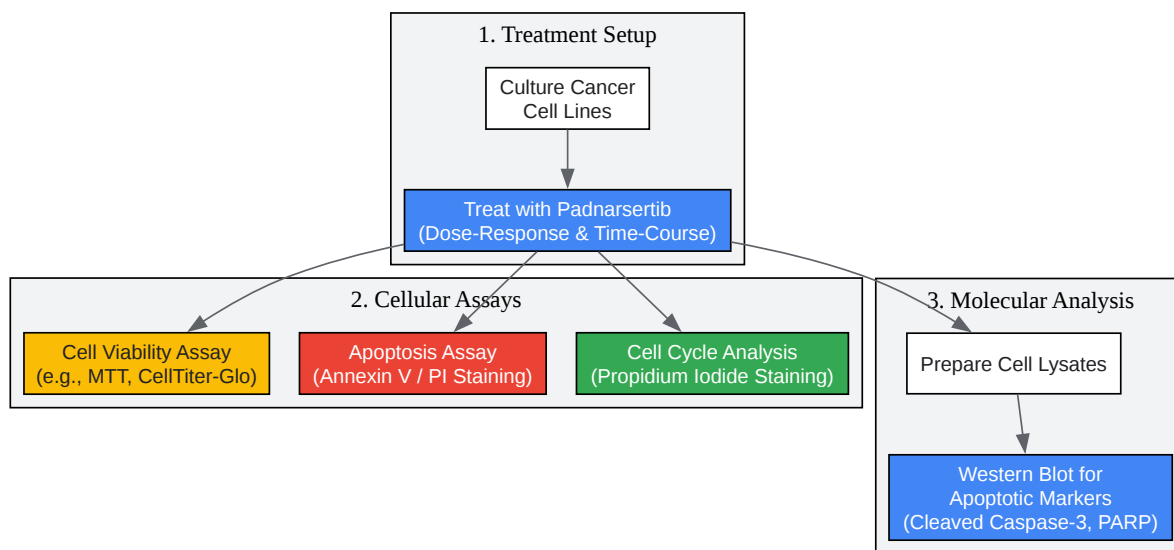 1. Treatment Setup
Culture Cancer
Cell Lines
Treat with Padnarsertib
(Dose-Response & Time-Course)
2. Cellular Assays
Cell Viability Assay
(e.g., MTT, CellTiter-Glo)
Apoptosis Assay
(Annexin V / PI Staining)
Cell Cycle Analysis
(Propidium Iodide Staining)
3. Molecular Analysis
Prepare Cell Lysates
Western Blot for
Apoptotic Markers
(Cleaved Caspase-3, PARP)